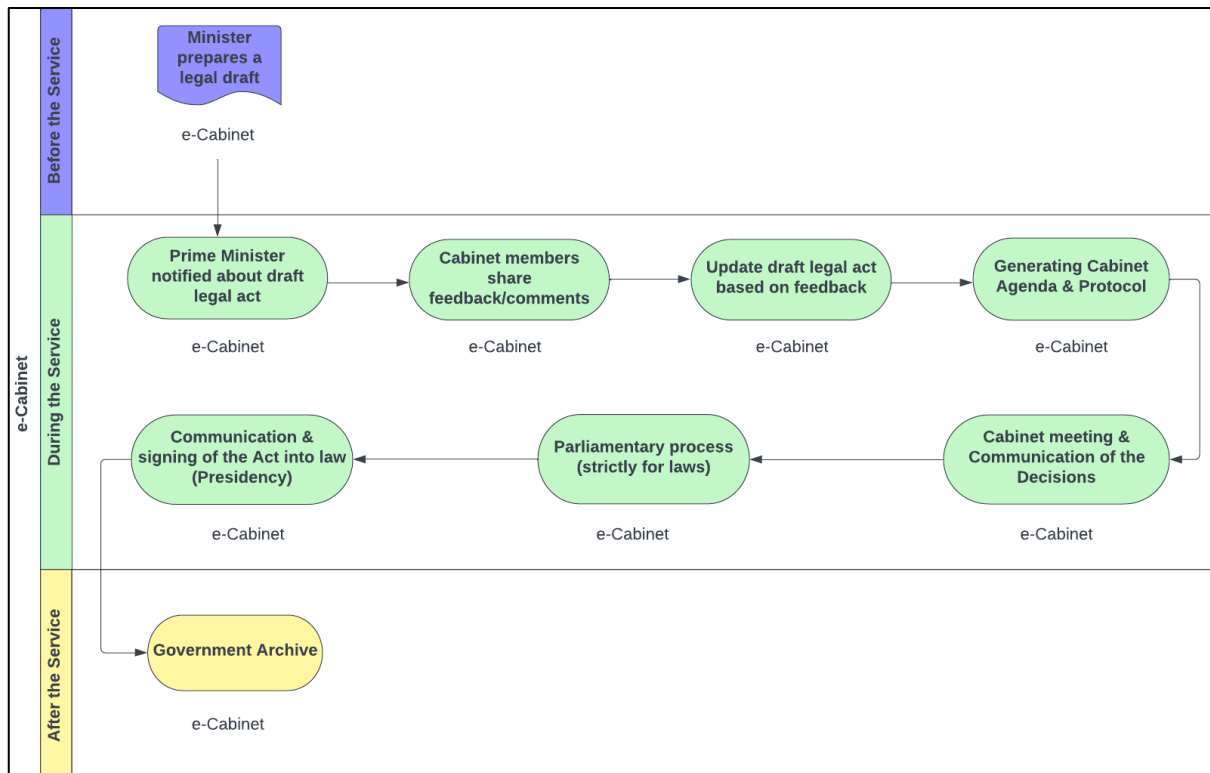 e-Cabinet
Before the Service
Minister
prepares a
legal draft
e-Cabinet
During the Service
Prime Minister
notified about draft
legal act
e-Cabinet
Cabinet members
share
feedback/comments
e-Cabinet
Update draft legal act
based on feedback
e-Cabinet
Generating Cabinet
Agenda & Protocol
e-Cabinet
Cabinet meeting &
Communication of the
Decisions
e-Cabinet
Parliamentary process
(strictly for laws)
e-Cabinet
Communication &
signing of the Act into law
(Presidency)
e-Cabinet
After the Service
Government Archive
e-Cabinet